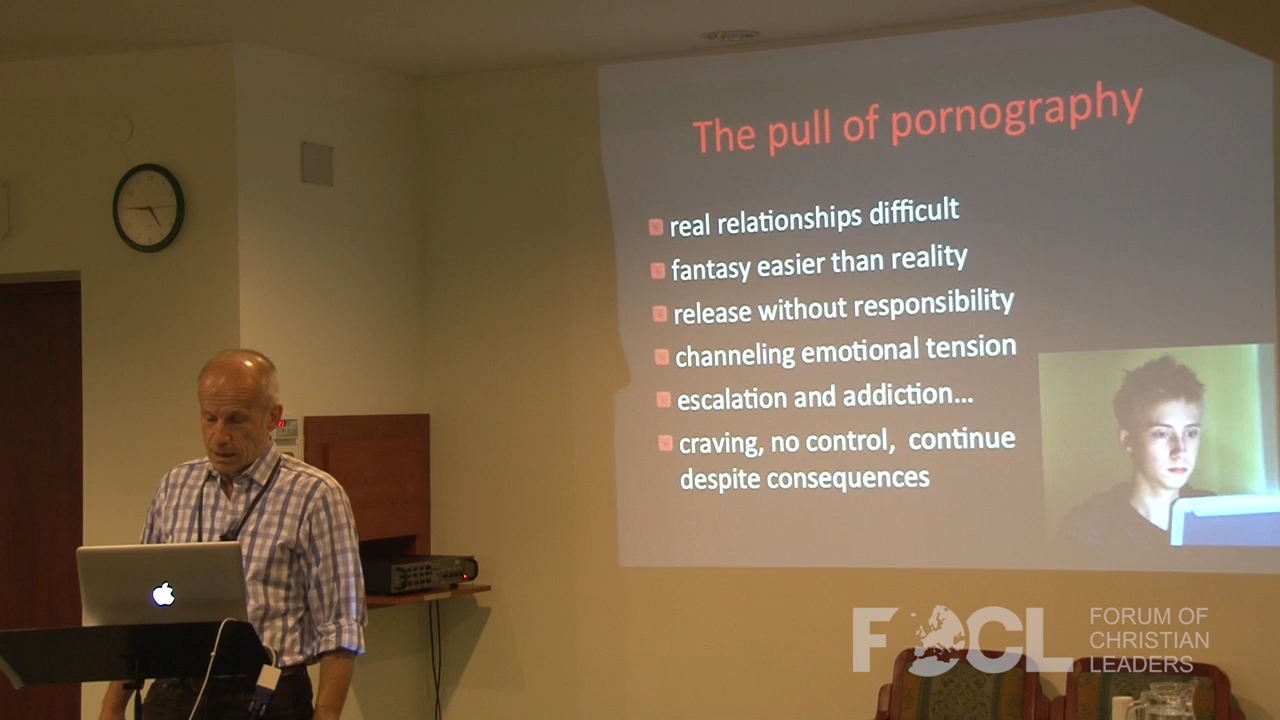 The pull of pornography
real relationships difficult
fantasy easier than reality
release without responsibility
channeling emotional tension
escalation and addiction...
craving, no control, continue
despite consequences
FOCL
FORUM OF
CHRISTIAN
LEADERS